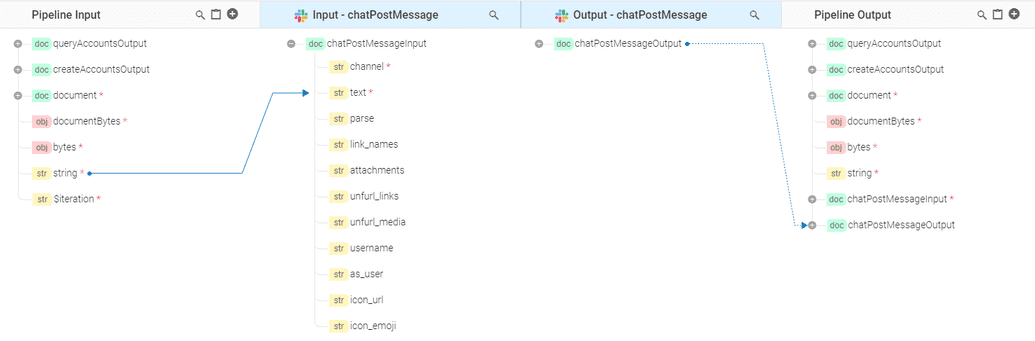 Pipeline Input
Input - chatPostMessage
Output - chatPostMessage
Pipeline Output
doc queryAccountsOutput
doc createAccountsOutput
doc document *
obj documentBytes *
obj bytes *
str string *
str $iteration *
doc chatPostMessageInput
str channel *
str text *
str parse
str link_names
str attachments
str unfurl_links
str unfurl_media
str username
str as_user
str icon_url
str icon_emoji
doc chatPostMessageOutput
doc queryAccountsOutput
doc createAccountsOutput
doc document *
obj documentBytes *
obj bytes *
str string *
doc chatPostMessageInput *
doc chatPostMessageOutput